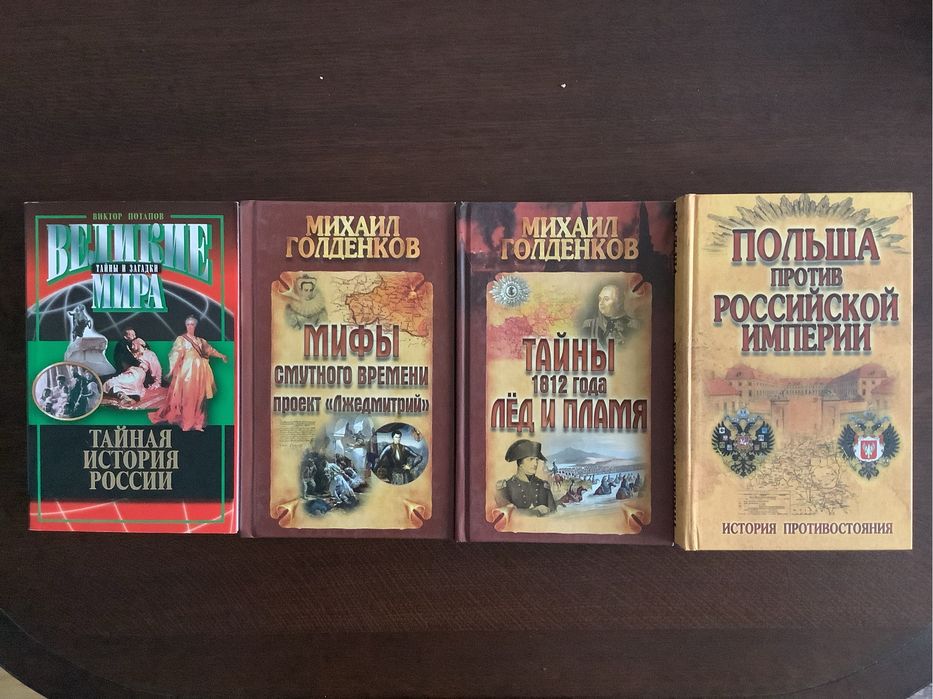 ВИКТОР ПОТАПОВ
ВЕЛИКИЕ
ТАЙНЫ И ЗАГАДКИ
МИРА
ТАЙНАЯ
ИСТОРИЯ
РОССИИ
МИХАИЛ
ГОЛДЕНКОВ
МИФЫ
СМУТНОГО ВРЕМЕНИ
проект «Лжедмитрий»
МИХАИЛ
ГОЛДЕНКОВ
ТАЙНЫ
1812 года
ЛЁД И ПЛАМЯ
ПОЛЬША
ПРОТИВ
РОССИЙСКОЙ
ИМПЕРИИ
ИСТОРИЯ ПРОТИВОСТОЯНИЯ